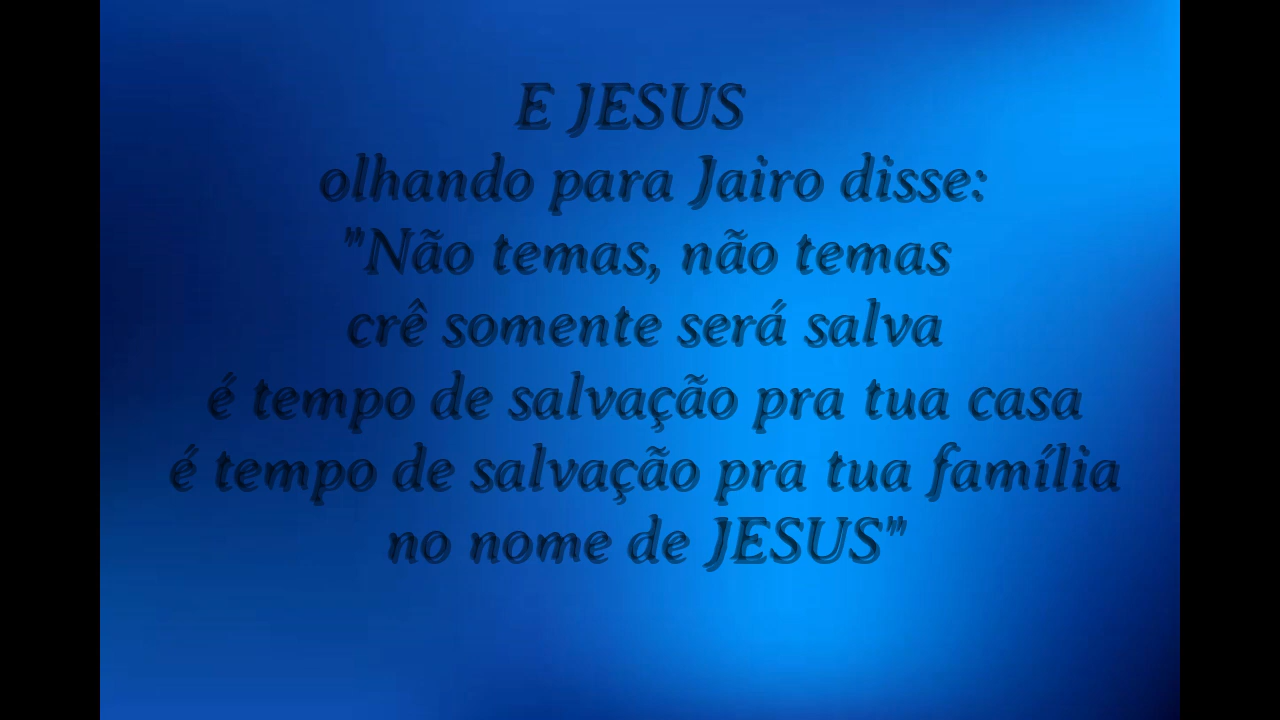 E JESUS
olhando para Jairo disse:
"Não temas, não temas
crê somente será salva
é tempo de salvação pra tua casa
é tempo de salvação pra tua família
no nome de JESUS"